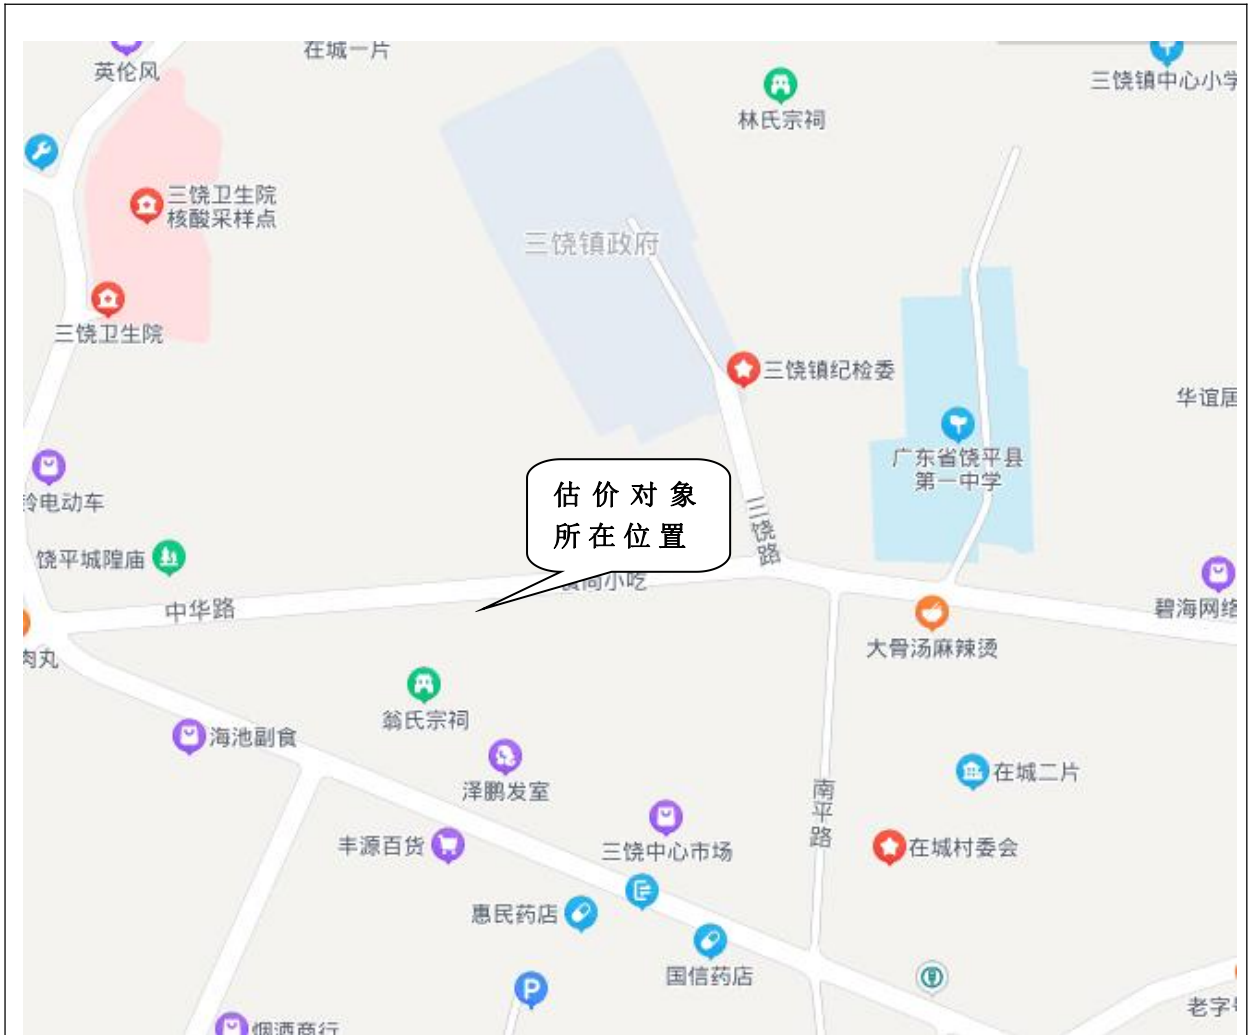 在城一片
英伦风
三饶镇中心小学
林氏宗祠
三饶卫生院
核酸采样点
三饶镇政府
三饶卫生院
三饶镇纪检委
华谊居
广东省饶平县
第一中学
铃电动车
估价对象
所在位置
三饶路
饶平城隍庙
食尚小吃
中华路
碧海网络
大骨汤麻辣烫
肉丸
翁氏宗祠
海池副食
在城二片
泽鹏发室
南平路
丰源百货
三饶中心市场
在城村委会
惠民药店
P
国信药店
老字
烟酒商行